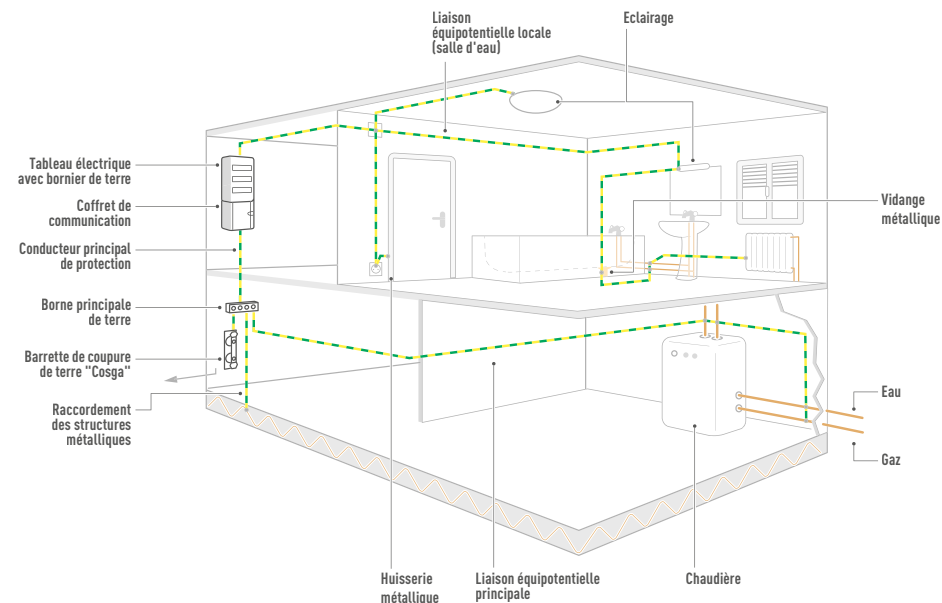 Liaison
équipotentielle locale
(salle d'eau)
Eclairage
Tableau électrique
avec bornier de terre
Coffret de
communication
Conducteur principal
de protection
Borne principale
de terre
Barrette de coupure
de terre "Cosga"
Raccordement
des structures
métalliques
Vidange
métallique
Eau
Gaz
Huisserie
métallique
Liaison équipotentielle
principale
Chaudière